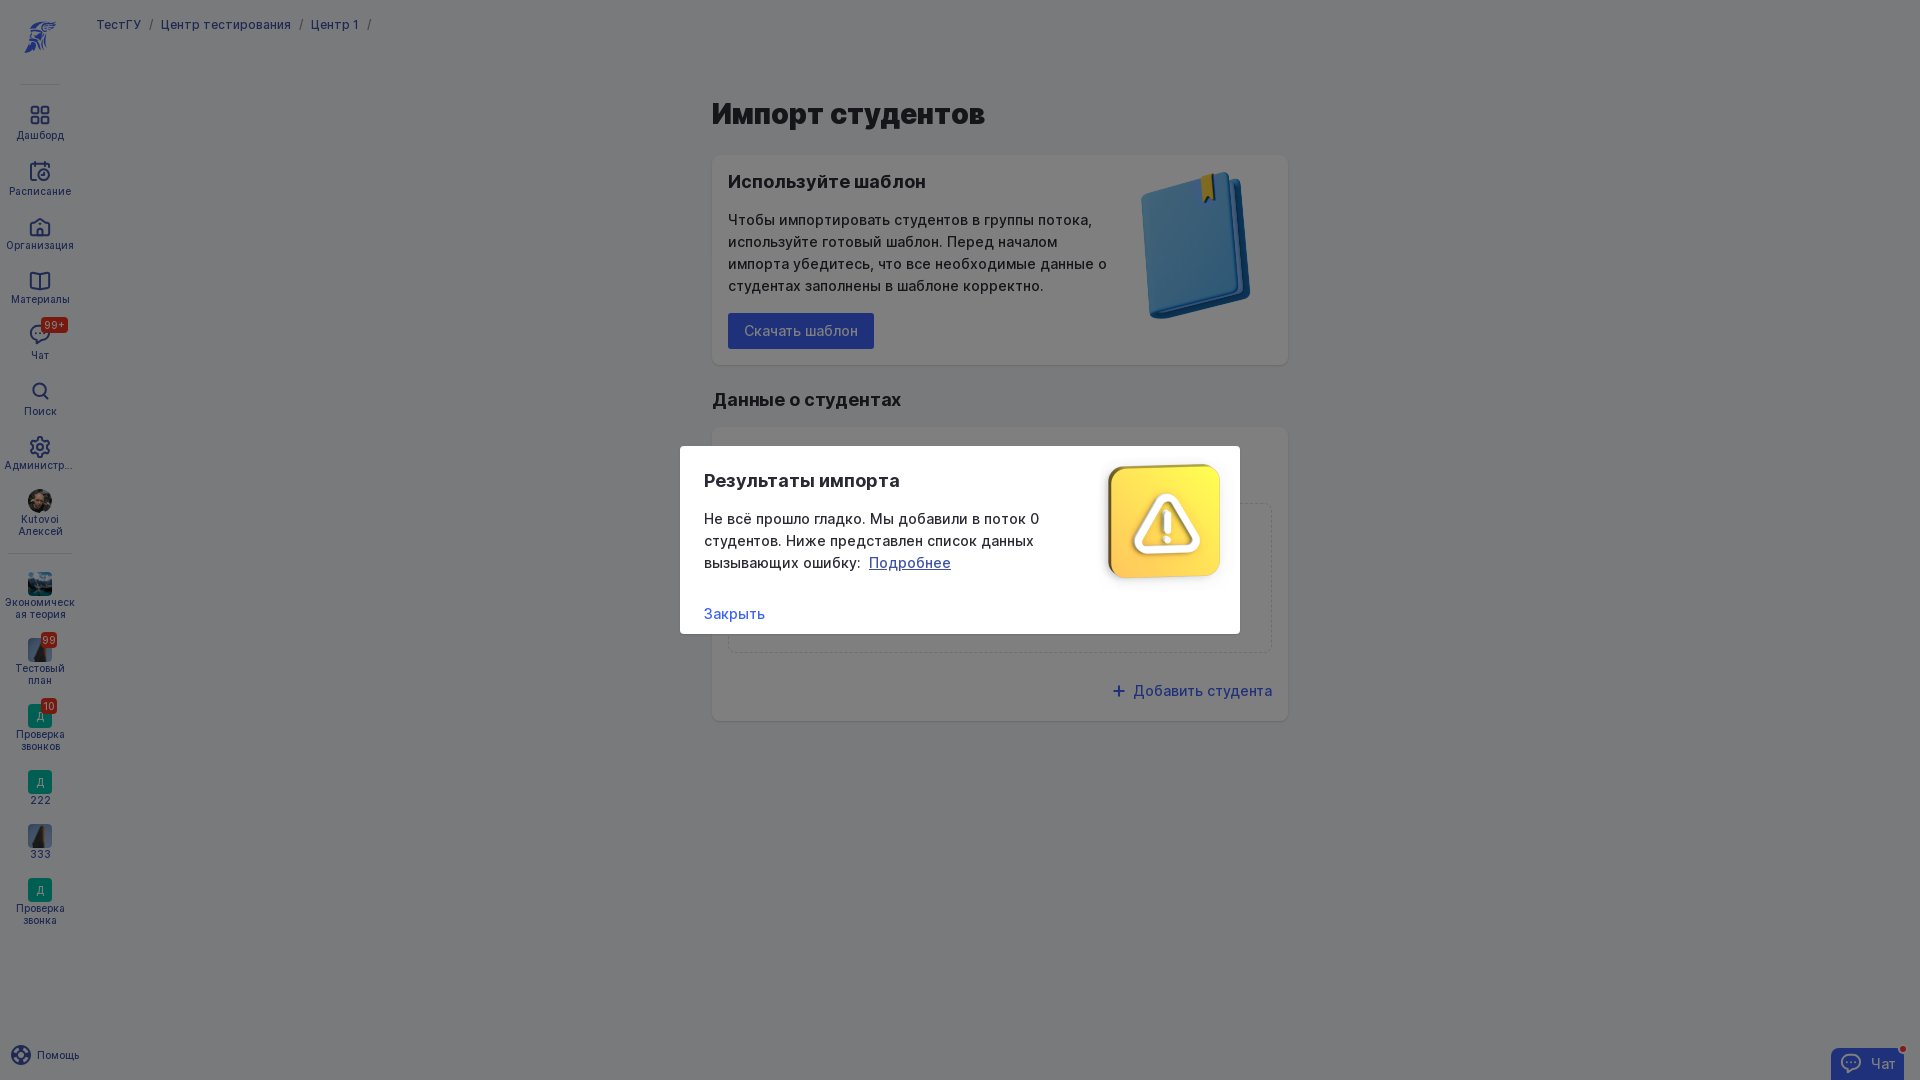 ТестГУ / Центр тестирования / Центр 1 /
Дашборд
Расписание
Организация
Материалы
99+
Чат
Поиск
Администр...
Kutovoi
Алексей
Экономическ
ая теория
99
Тестовый
план
10
Д
Проверка
звонков
Д
222
333
Д
Проверка
звонка
Помощь
Импорт студентов
Используйте шаблон
Чтобы импортировать студентов в группы потока,
используйте готовый шаблон. Перед началом
импорта убедитесь, что все необходимые данные о
студентах заполнены в шаблоне корректно.
Скачать шаблон
Данные о студентах
Результаты импорта
Не всё прошло гладко. Мы добавили в поток 0
студентов. Ниже представлен список данных
вызывающих ошибку: Подробнее
Закрыть
+ Добавить студента
Чат